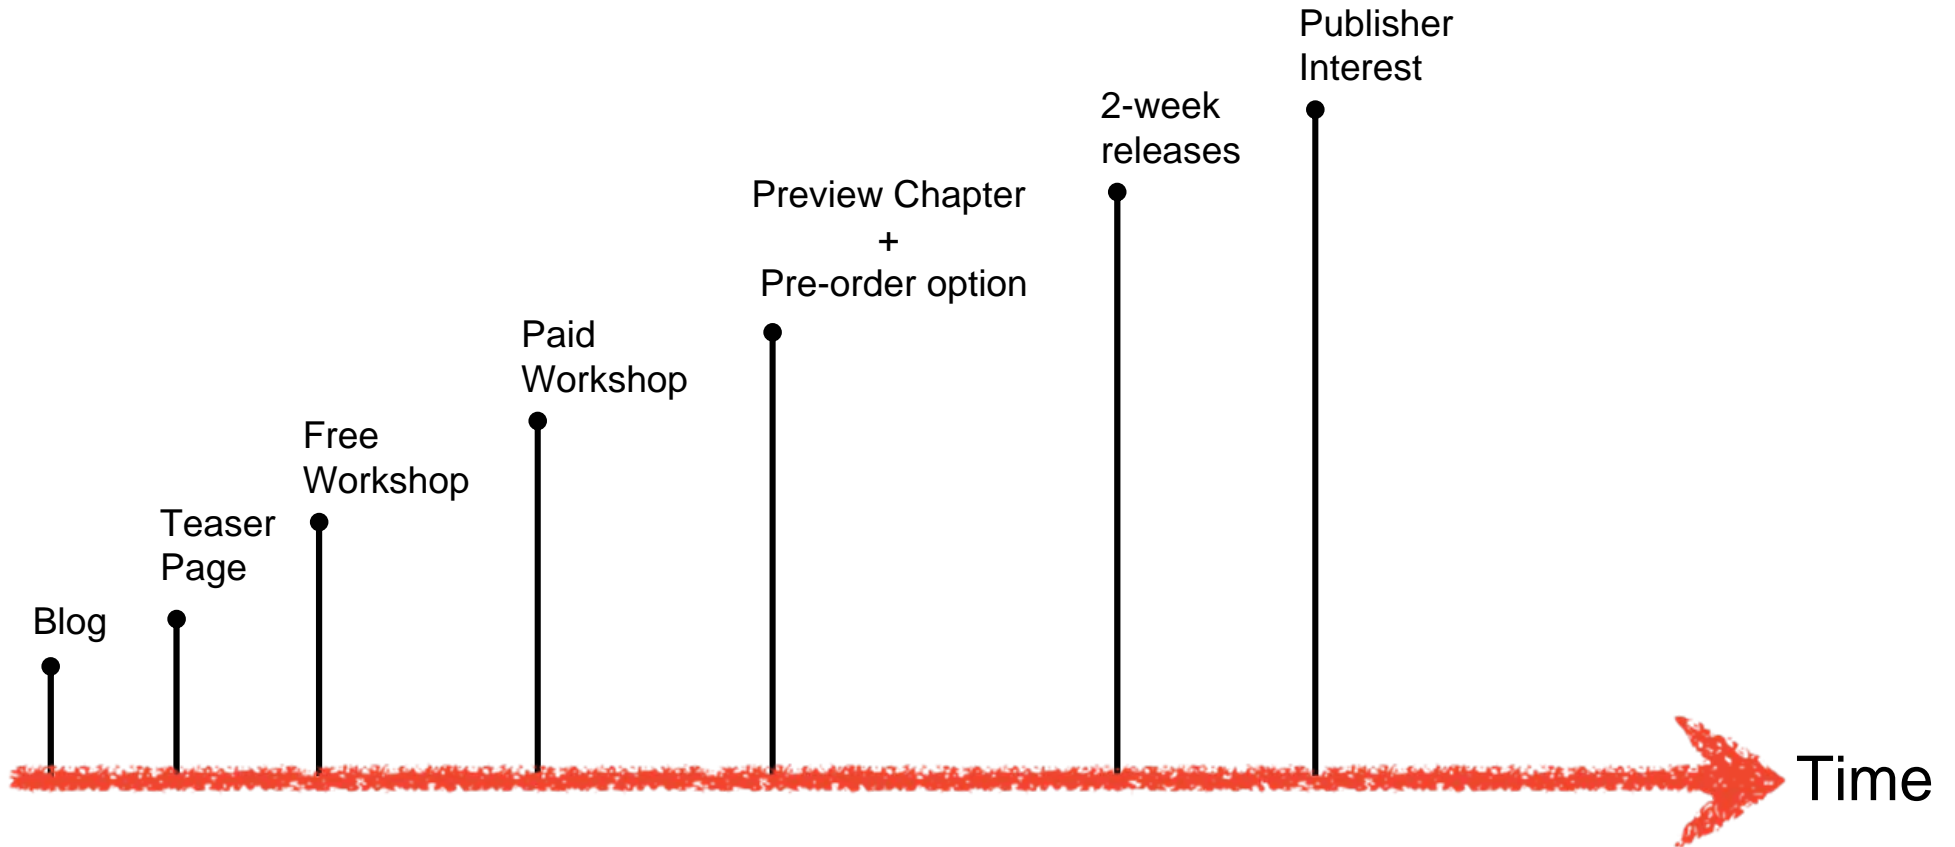 Blog
Teaser
Page
Free
Workshop
Paid
Workshop
Preview Chapter
+
Pre-order option
2-week
releases
Publisher
Interest
Time